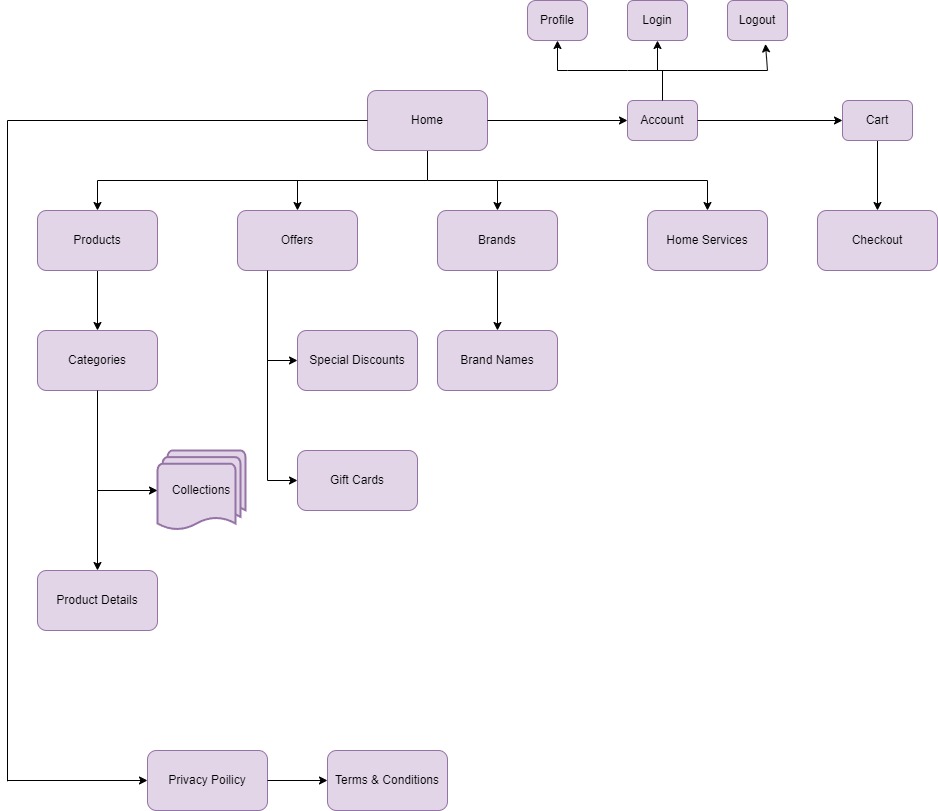 Profile
Login
Logout
Home
Account
Cart
Products
Offers
Brands
Home Services
Checkout
Categories
Special Discounts
Brand Names
Collections
Gift Cards
Product Details
Privacy Poilicy
Terms & Conditions